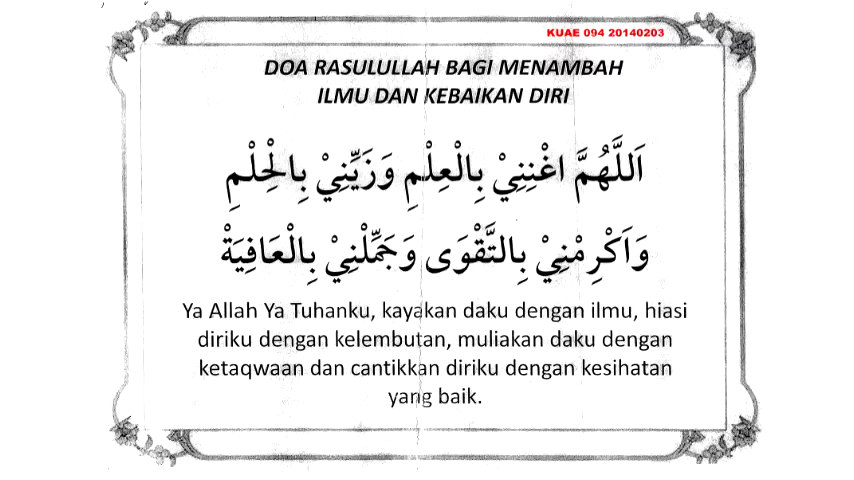 KUAE 094 20140203
DOA RASULULLAH BAGI MENAMBAH
ILMU DAN KEBAIKAN DIRI
اَللَّهُمَّ اغْنِنِيْ بِالْعِلْمِ وَزَيِّنِيْ بِالْحِلْمِ
وَاَكْرِمْنِيْ بِالتَّقْوَى وَجَمِّلْنِيْ بِالْعَافِيَةْ
Ya Allah Ya Tuhanku, kayakan daku dengan ilmu, hiasi
diriku dengan kelembutan, muliakan daku dengan
ketaqwaan dan cantikkan diriku dengan kesihatan
yang baik.